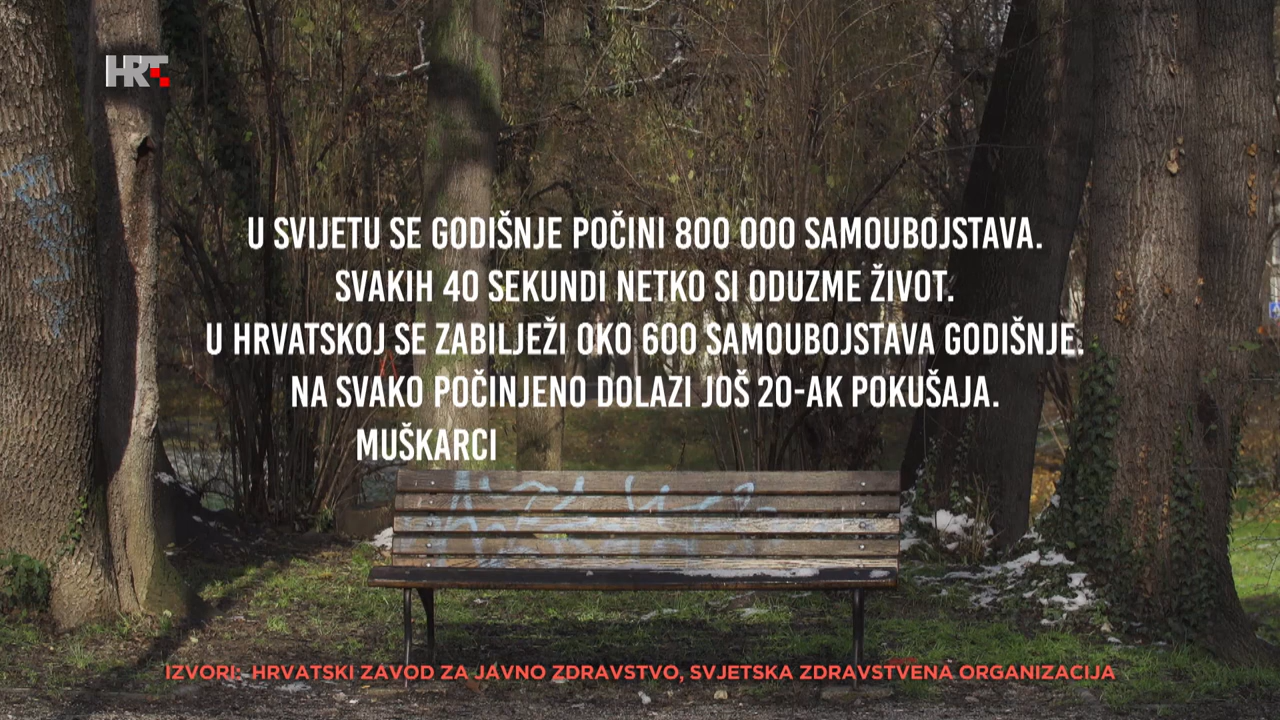 HRT
U SVIJETU SE GODIŠNJE POČINI 800 000 SAMOUBOJSTAVA.
SVAKIH 40 SEKUNDI NETKO SI ODUZME ŽIVOT.
U HRVATSKOJ SE ZABILJEŽI OKO 600 SAMOUBOJSTAVA GODIŠNJE.
NA SVAKO POČINJENO DOLAZI JOŠ 20-AK POKUŠAJA.
MUŠKARCI
IZVORI: HRVATSKI ZAVOD ZA JAVNO ZDRAVSTVO, SVJETSKA ZDRAVSTVENA ORGANIZACIJA